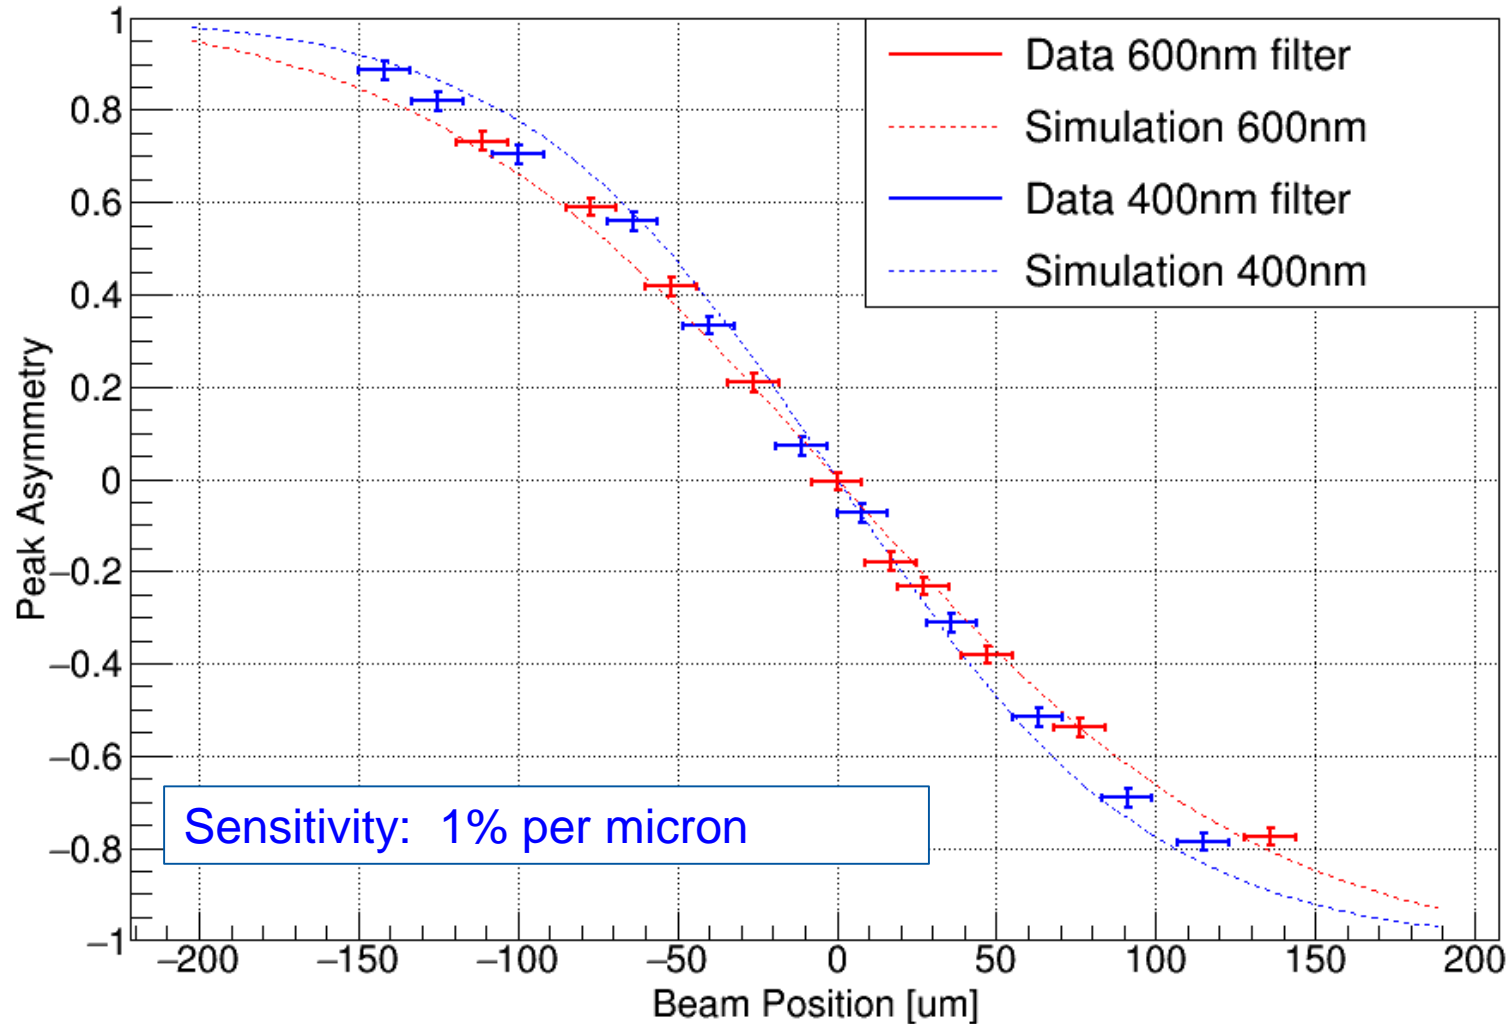 1
0.8
0.6
0.4
0.2
0
−0.2
−0.4
−0.6
−0.8
−1
Peak Asymmetry
Data 600nm filter
Simulation 600nm
Data 400nm filter
Simulation 400nm
Sensitivity: 1% per micron
−200 −150 −100 −50 0 50 100 150 200
Beam Position [um]